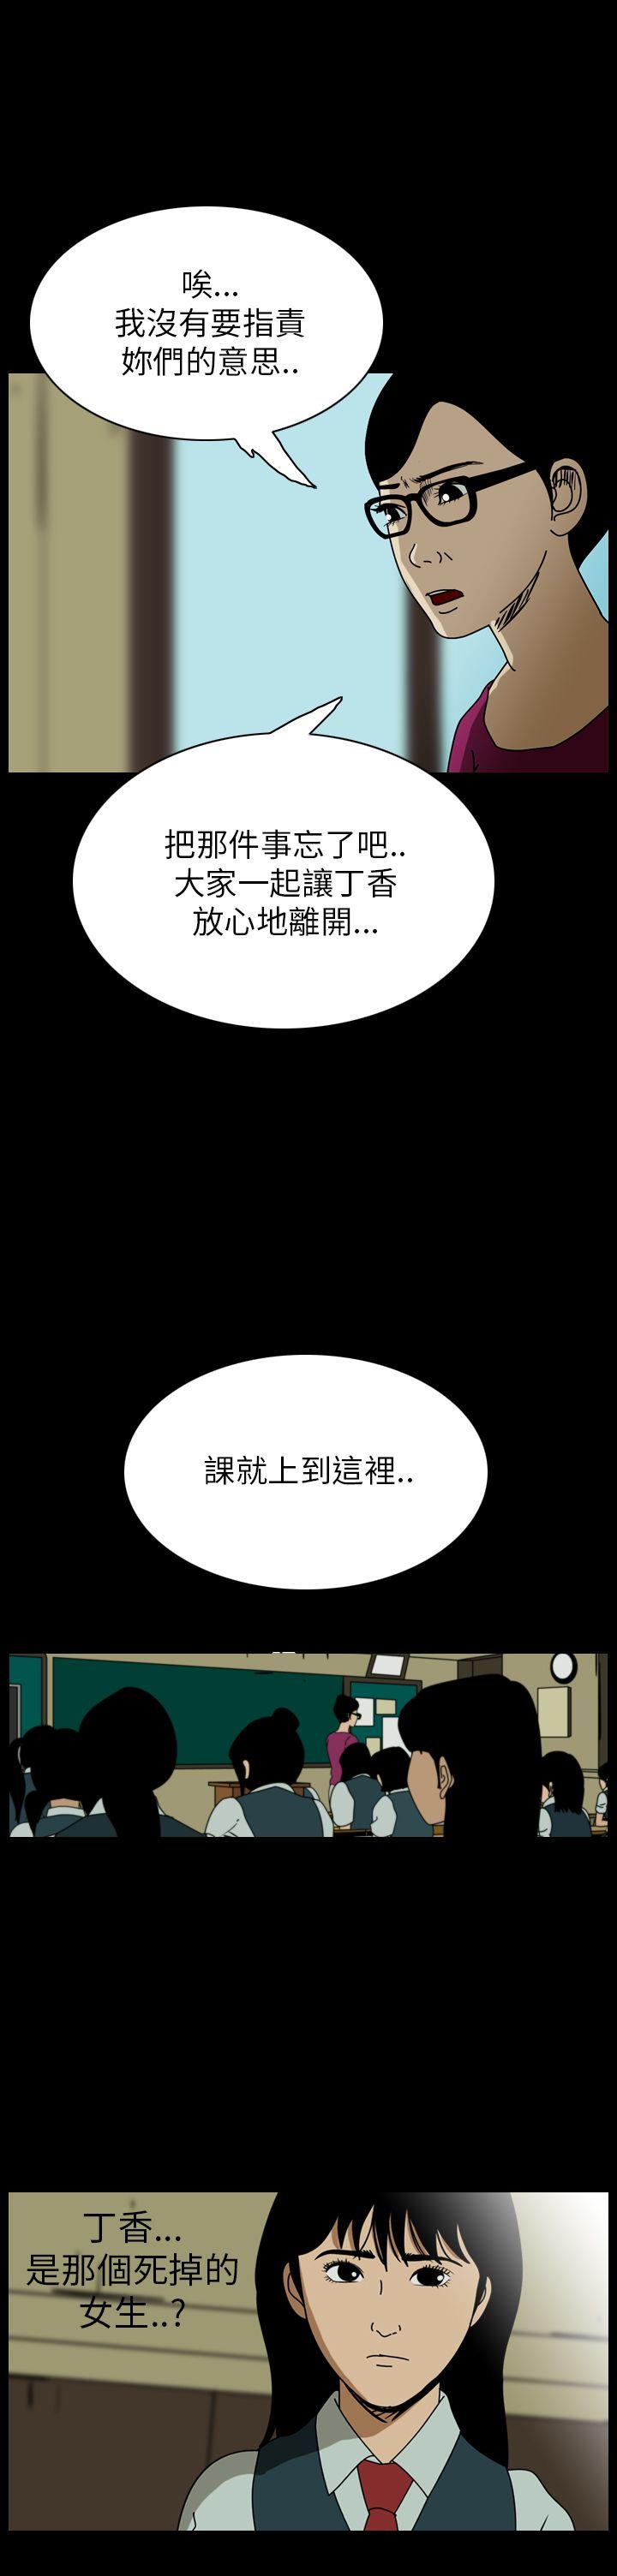 唉...
我沒有要指責
妳們的意思..
把那件事忘了吧..
大家一起讓丁香
放心地離開...
課就上到這裡..
丁香...
是那個死掉的
女生..?